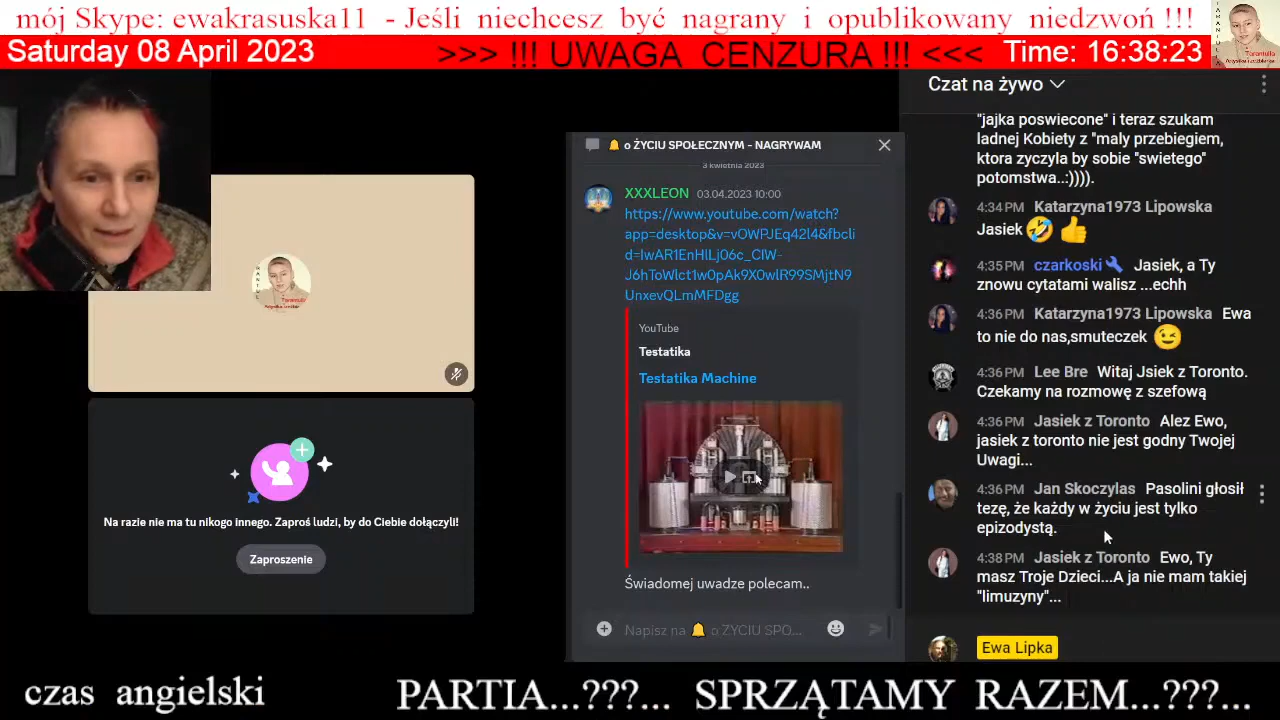 mój Skype: ewakrasuska11 - Jeśli niechcesz być nagrany i opublikowany niedzwoń !!!
Saturday 08 April 2023
>>> !!! UWAGA CENZURA !!! <<<
Time: 16:38:23
o ŻYCIU SPOŁECZNYM - NAGRYWAM
3 kwietnia 2023
XXXLEON 03.04.2023 10:00
https://www.youtube.com/watch?
app=desktop&v=vOWPJEq42l4&fbcli
d=IwAR1EnHlLj06c_CIW-
J6hToWlct1w0pAk9X0wlR99SMjtN9
UnxevQLmMFDgg
YouTube
Testatika
Testatika Machine
Świadomej uwadze polecam..
Napisz na o ŻYCIU SPO...
Na razie nie ma tu nikogo innego. Zaproś ludzi, by do Ciebie dołączyli!
Zaproszenie
Czat na żywo
"jajka poswiecone" i teraz szukam
ladnej Kobiety z "maly przebiegiem,
ktora zyczyla by sobie "swietego"
potomstwa..:)))).
4:34 PM Katarzyna1973 Lipowska
Jasiek
4:35 PM czarkoski Jasiek, a Ty
znowu cytatami walisz ...echh
4:36 PM Katarzyna1973 Lipowska Ewa
to nie do nas,smuteczek
4:36 PM Lee Bre Witaj Jsiek z Toronto.
Czekamy na rozmowę z szefową
4:36 PM Jasiek z Toronto Alez Ewo,
jasiek z toronto nie jest godny Twojej
Uwagi...
4:36 PM Jan Skoczylas Pasolini głosił
tezę, że każdy w życiu jest tylko
epizodystą.
4:38 PM Jasiek z Toronto Ewo, Ty
masz Troje Dzieci...A ja nie mam takiej
"limuzyny"...
Ewa Lipka
czas angielski
PARTIA...???... SPRZĄTAMY RAZEM...???...